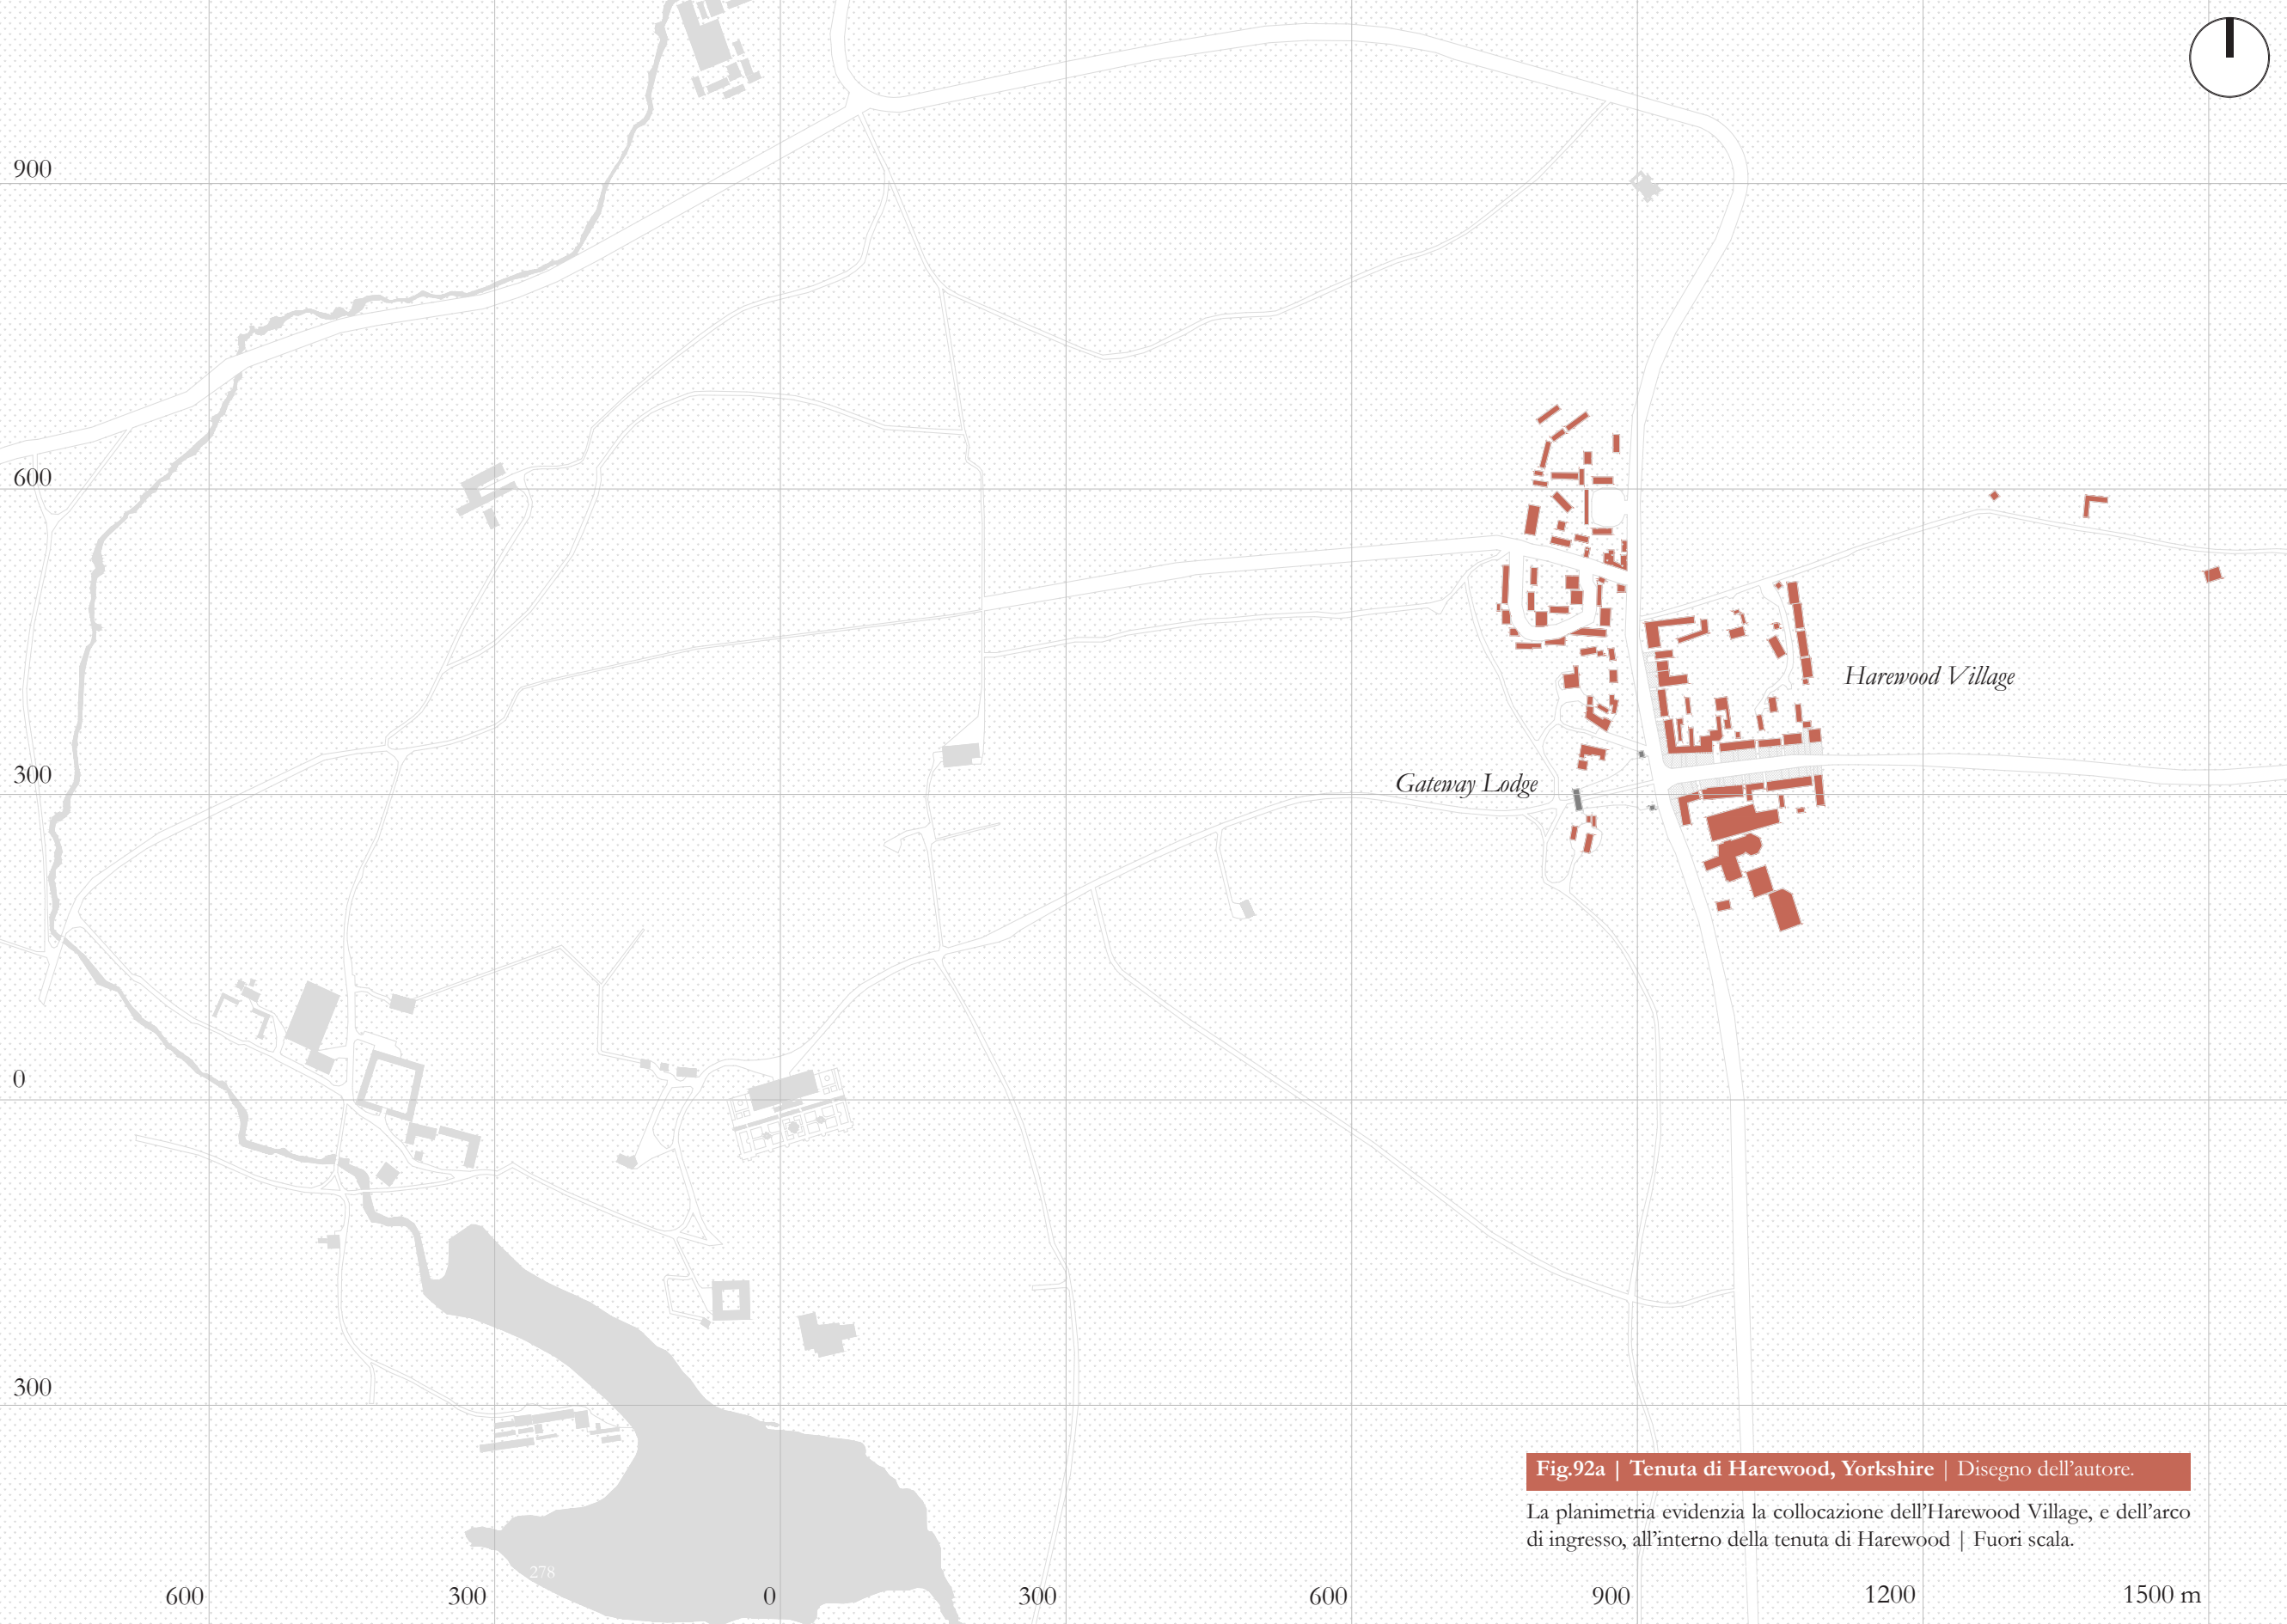 900
600
Harewood Village
300
Gateway Lodge
0
300
Fig.92a | Tenuta di Harewood, Yorkshire | Disegno dell’autore.
La planimetria evidenzia la collocazione dell’Harewood Village, e dell’arco
di ingresso, all’interno della tenuta di Harewood | Fuori scala.
278
600 300 0 300 600 900 1200 1500 m